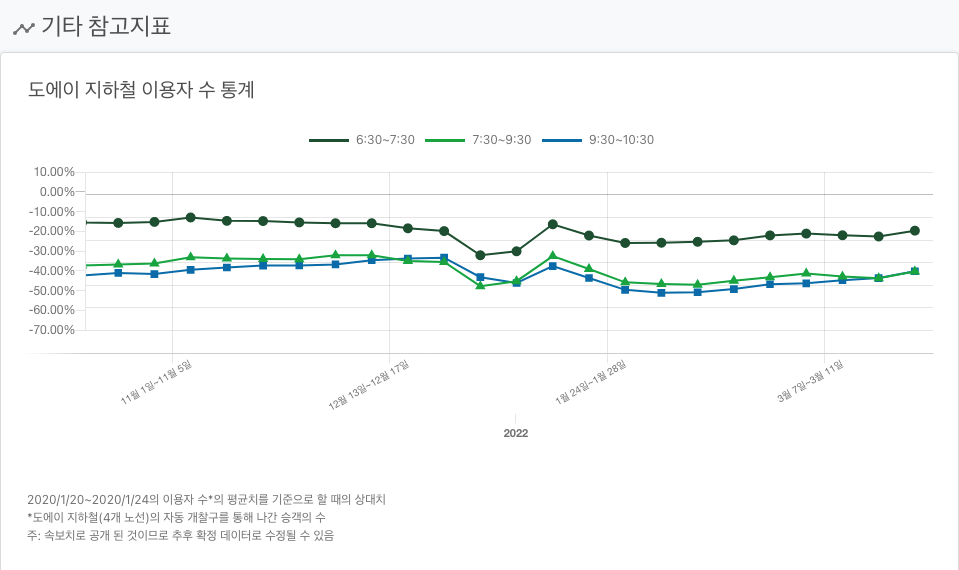 기타 참고지표
도에이 지하철 이용자 수 통계
6:30~7:30 7:30~9:30 9:30~10:30
10.00%
0.00%
-10.00%
-20.00%
-30.00%
-40.00%
-50.00%
-60.00%
-70.00%
11월 1일~11월 5일
12월 13일~12월 17일
1월 24일~1월 28일
3월 7일~3월 11일
2022
2020/1/20~2020/1/24의 이용자 수*의 평균치를 기준으로 할 때의 상대치
*도에이 지하철(4개 노선)의 자동 개찰구를 통해 나간 승객의 수
주: 속보치로 공개 된 것이므로 추후 확정 데이터로 수정될 수 있음